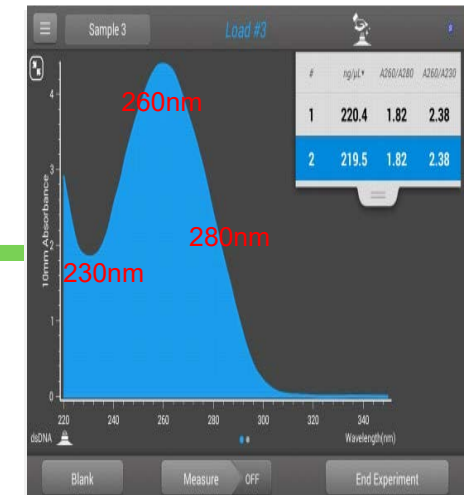 Sample 3 Load #3
# ng/µL A260/A280 A260/A230
1 220.4 1.82 2.38
2 219.5 1.82 2.38
260nm
280nm
230nm
10mm Absorbance
4
3
2
1
0
220 240 260 280 300 320 340
dsDNA Wavelength(nm)
Blank Measure OFF End Experiment